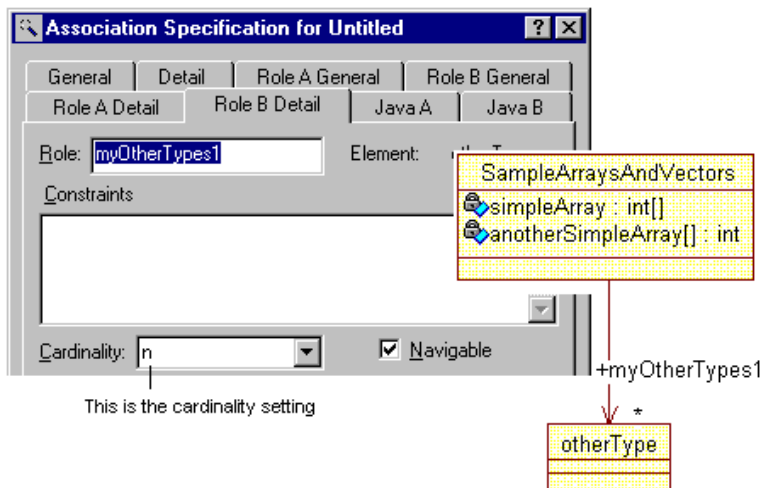 Association Specification for Untitled
General Detail Role A General Role B General
Role A Detail Role B Detail Java A Java B
Role: myOtherTypes1 Element:
Constraints
Cardinality: n Navigable
This is the cardinality setting
SampleArraysAndVectors
simpleArray : int[]
anotherSimpleArray[] : int
+myOtherTypes1
*
otherType